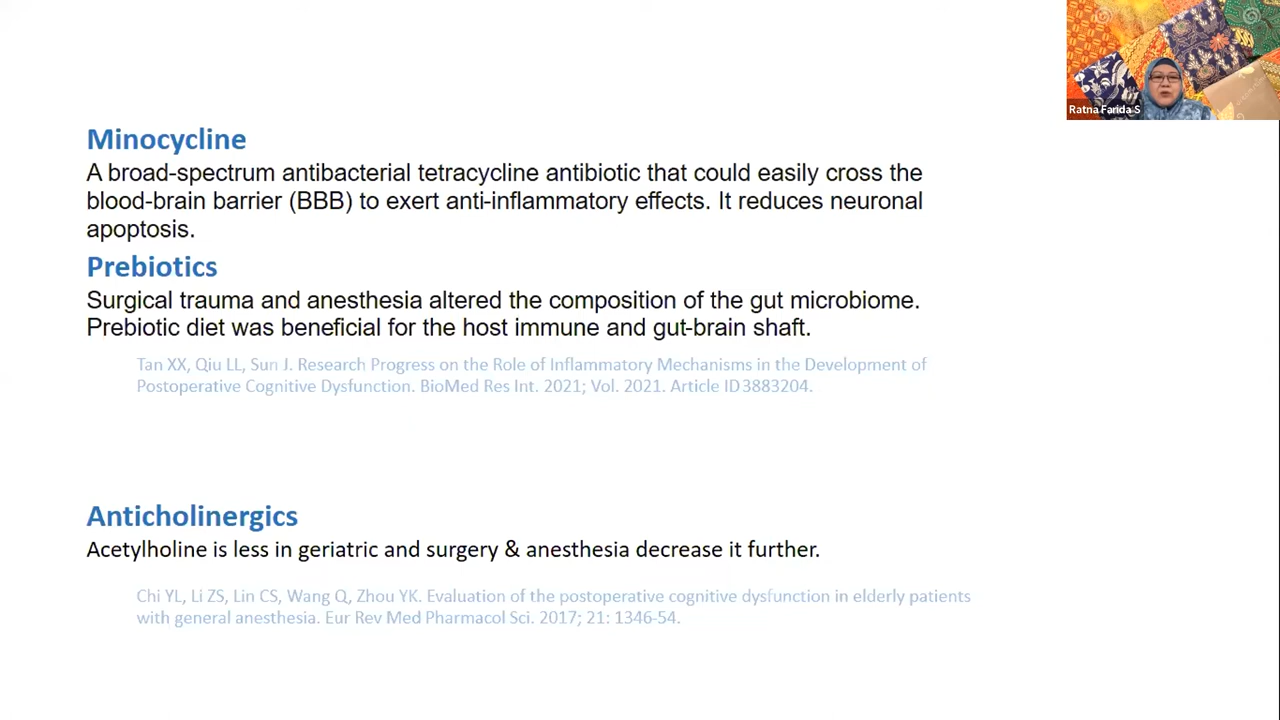 Ratna Farida S
Minocycline
A broad-spectrum antibacterial tetracycline antibiotic that could easily cross the
blood-brain barrier (BBB) to exert anti-inflammatory effects. It reduces neuronal
apoptosis.
Prebiotics
Surgical trauma and anesthesia altered the composition of the gut microbiome.
Prebiotic diet was beneficial for the host immune and gut-brain shaft.
Tan XX, Qiu LL, Sun J. Research Progress on the Role of Inflammatory Mechanisms in the Development of
Postoperative Cognitive Dysfunction. BioMed Res Int. 2021; Vol. 2021. Article ID 3883204.
Anticholinergics
Acetylholine is less in geriatric and surgery & anesthesia decrease it further.
Chi YL, Li ZS, Lin CS, Wang Q, Zhou YK. Evaluation of the postoperative cognitive dysfunction in elderly patients
with general anesthesia. Eur Rev Med Pharmacol Sci. 2017; 21: 1346-54.